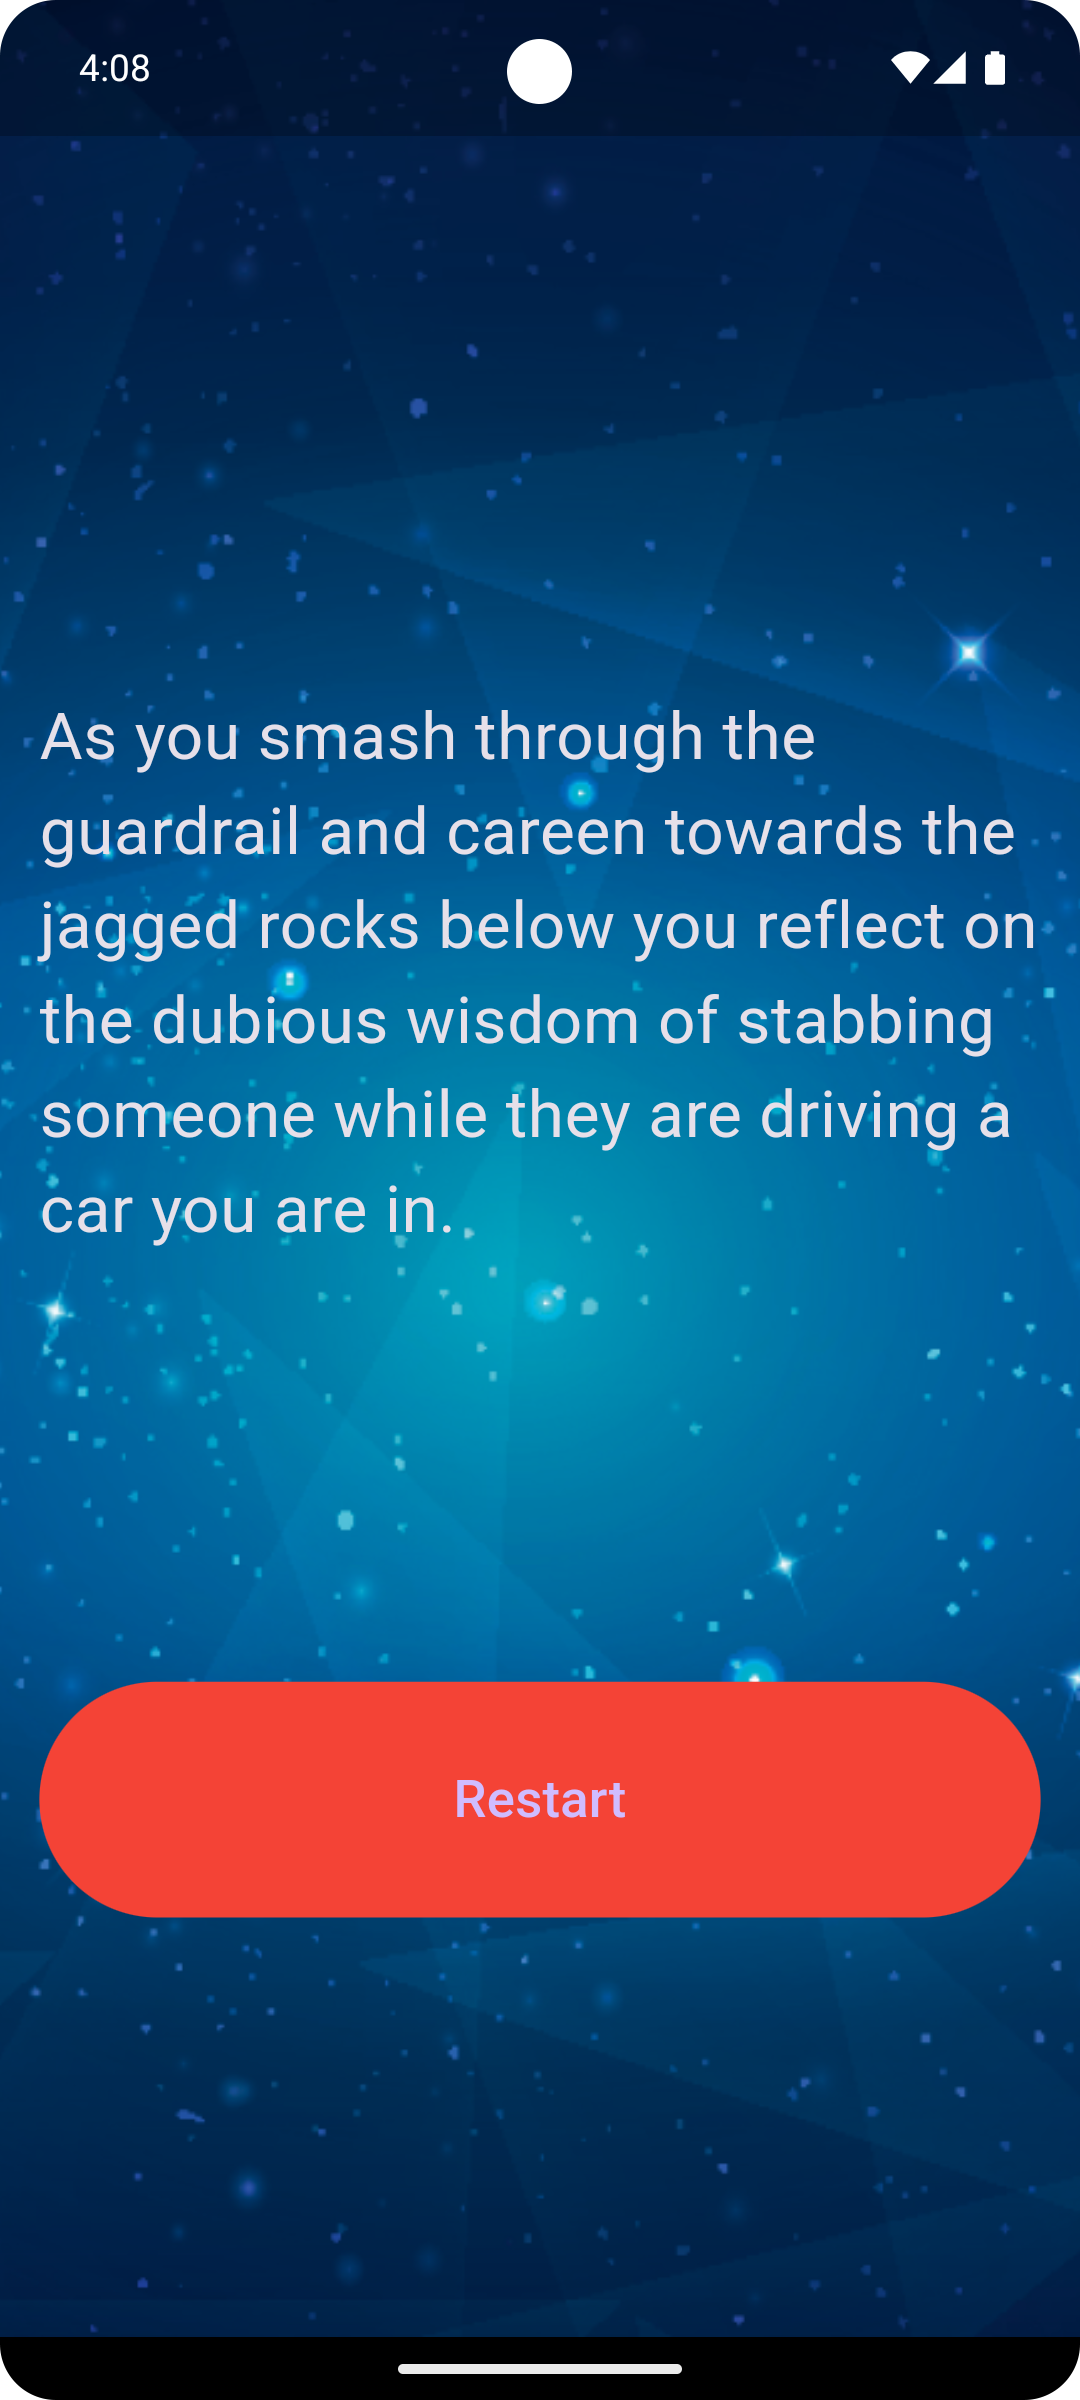 4:08
As you smash through the
guardrail and careen towards the
jagged rocks below you reflect on
the dubious wisdom of stabbing
someone while they are driving a
car you are in.
Restart